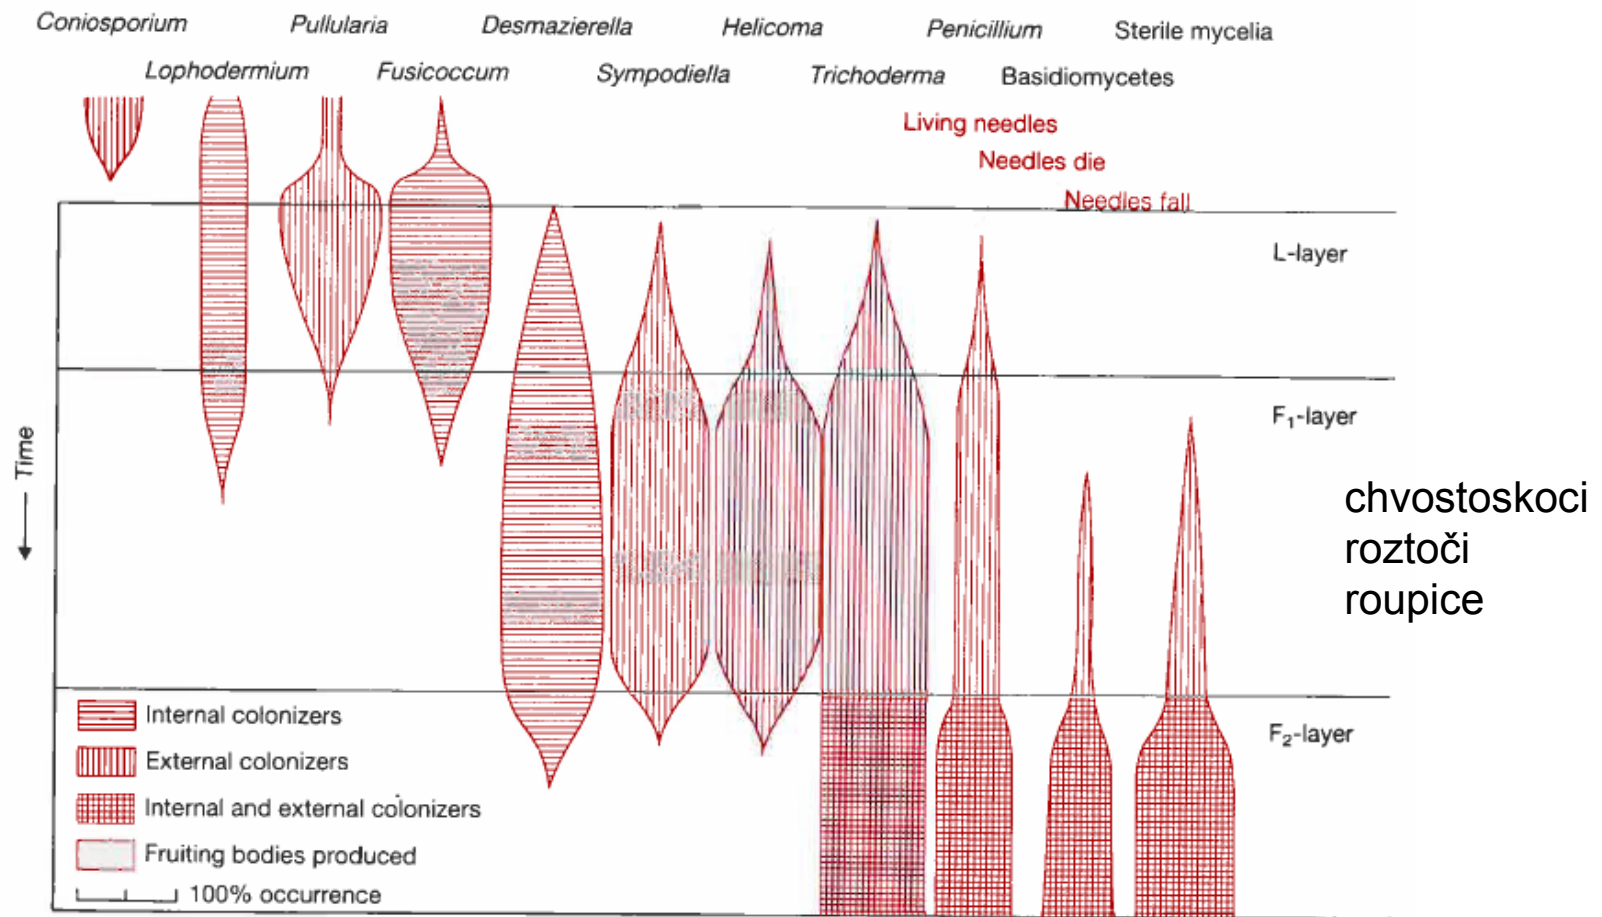 Coniosporium
Pullularia
Desmazierella
Helicoma
Penicillium
Sterile mycelia
Lophodermium
Fusicoccum
Sympodiella
Trichoderma
Basidiomycetes
Living needles
Needles die
Needles fall
L-layer
F₁-layer
Time
chvostoskoci
roztoči
roupice
F₂-layer
Internal colonizers
External colonizers
Internal and external colonizers
Fruiting bodies produced
100% occurrence